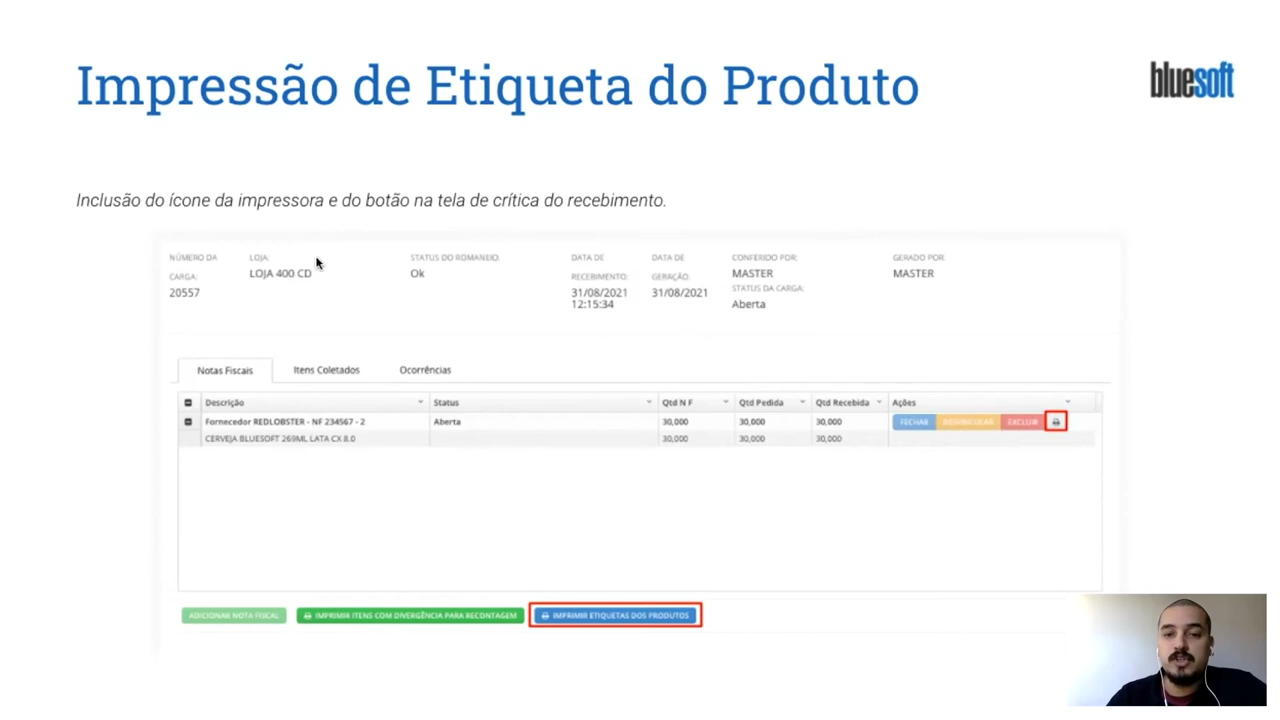 Impressão de Etiqueta do Produto
bluesoft
Inclusão do ícone da impressora e do botão na tela de crítica do recebimento.
NÚMERO DA CARGA: 20557
LOJA: LOJA 400 CD
STATUS DO ROMANEIO: Ok
DATA DE RECEBIMENTO: 31/08/2021 12:15:34
DATA DE GERAÇÃO: 31/08/2021
CONFERIDO POR: MASTER
STATUS DA CARGA: Aberta
GERADO POR: MASTER
Notas Fiscais Itens Coletados Ocorrências
Descrição Status Qtd N F Qtd Pedida Qtd Recebida Ações
Fornecedor REDLOBSTER - NF 234567 - 2 Aberta 30,000 30,000 30,000 FECHAR DESVINCULAR EXCLUIR
CERVEJA BLUESOFT 269ML LATA CX 8.0 30,000 30,000 30,000
ADICIONAR NOTA FISCAL IMPRIMIR ITENS COM DIVERGÊNCIA PARA RECONTAGEM IMPRIMIR ETIQUETAS DOS PRODUTOS